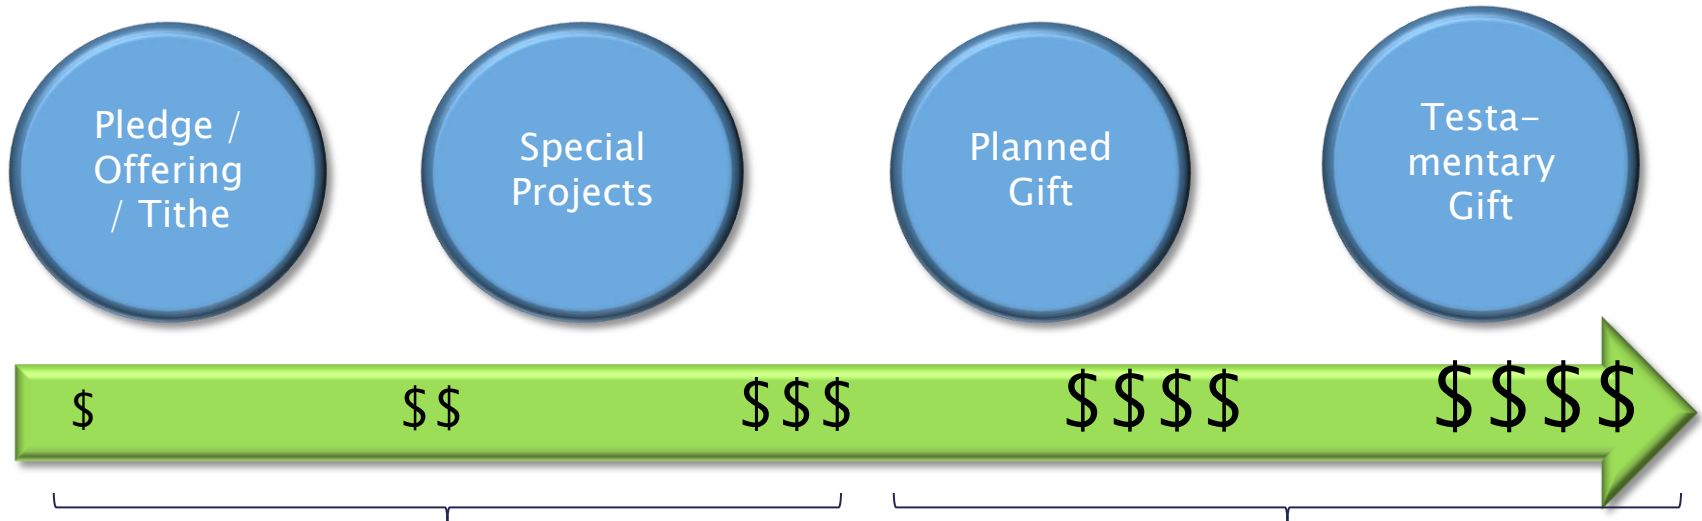 Pledge /
Offering
/ Tithe
Special
Projects
Planned
Gift
Testa-
mentary
Gift
$ $$ $$$ $$$$ $$$$